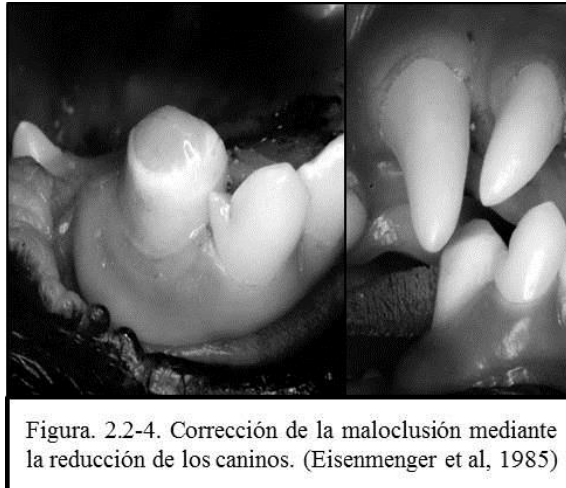 Figura. 2.2-4. Corrección de la maloclusión mediante
la reducción de los caninos. (Eisenmenger et al, 1985)